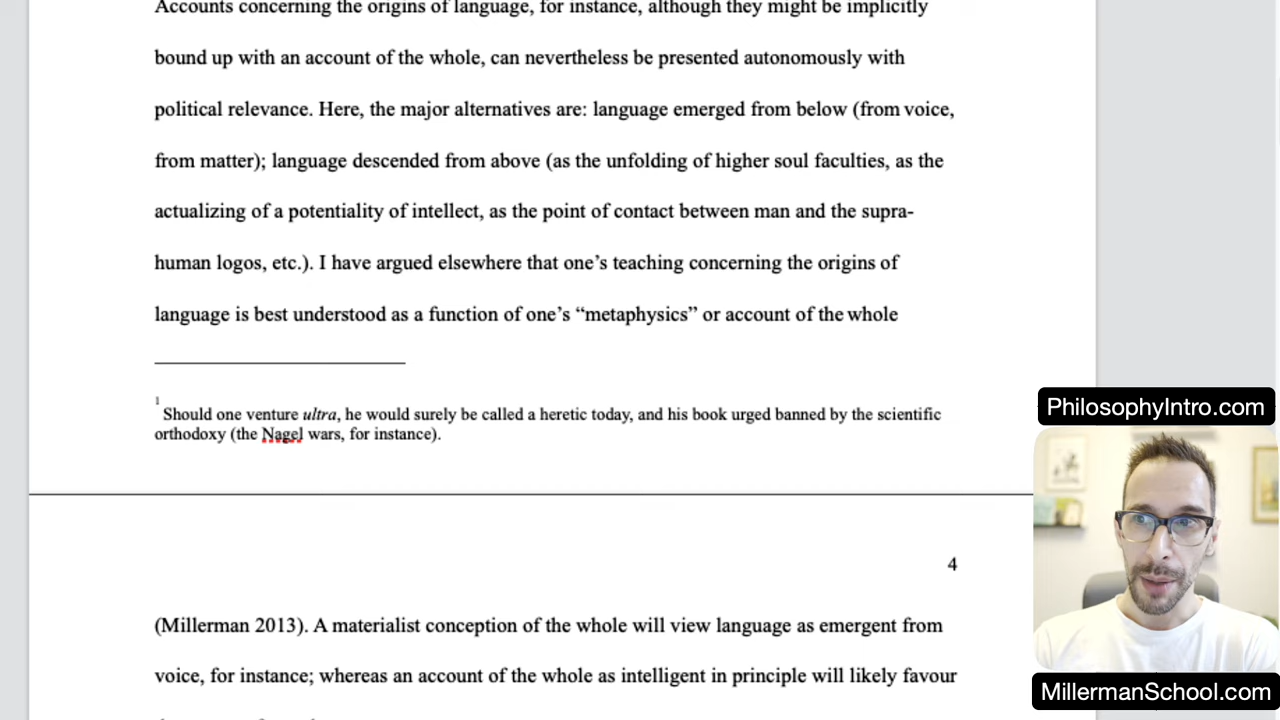 Accounts concerning the origins of language, for instance, although they might be implicitly
bound up with an account of the whole, can nevertheless be presented autonomously with
political relevance. Here, the major alternatives are: language emerged from below (from voice,
from matter); language descended from above (as the unfolding of higher soul faculties, as the
actualizing of a potentiality of intellect, as the point of contact between man and the supra-
human logos, etc.). I have argued elsewhere that one’s teaching concerning the origins of
language is best understood as a function of one’s “metaphysics” or account of the whole
1 Should one venture ultra, he would surely be called a heretic today, and his book urged banned by the scientific
orthodoxy (the Nagel wars, for instance).
PhilosophyIntro.com
4
(Millerman 2013). A materialist conception of the whole will view language as emergent from
voice, for instance; whereas an account of the whole as intelligent in principle will likely favour
MillermanSchool.com